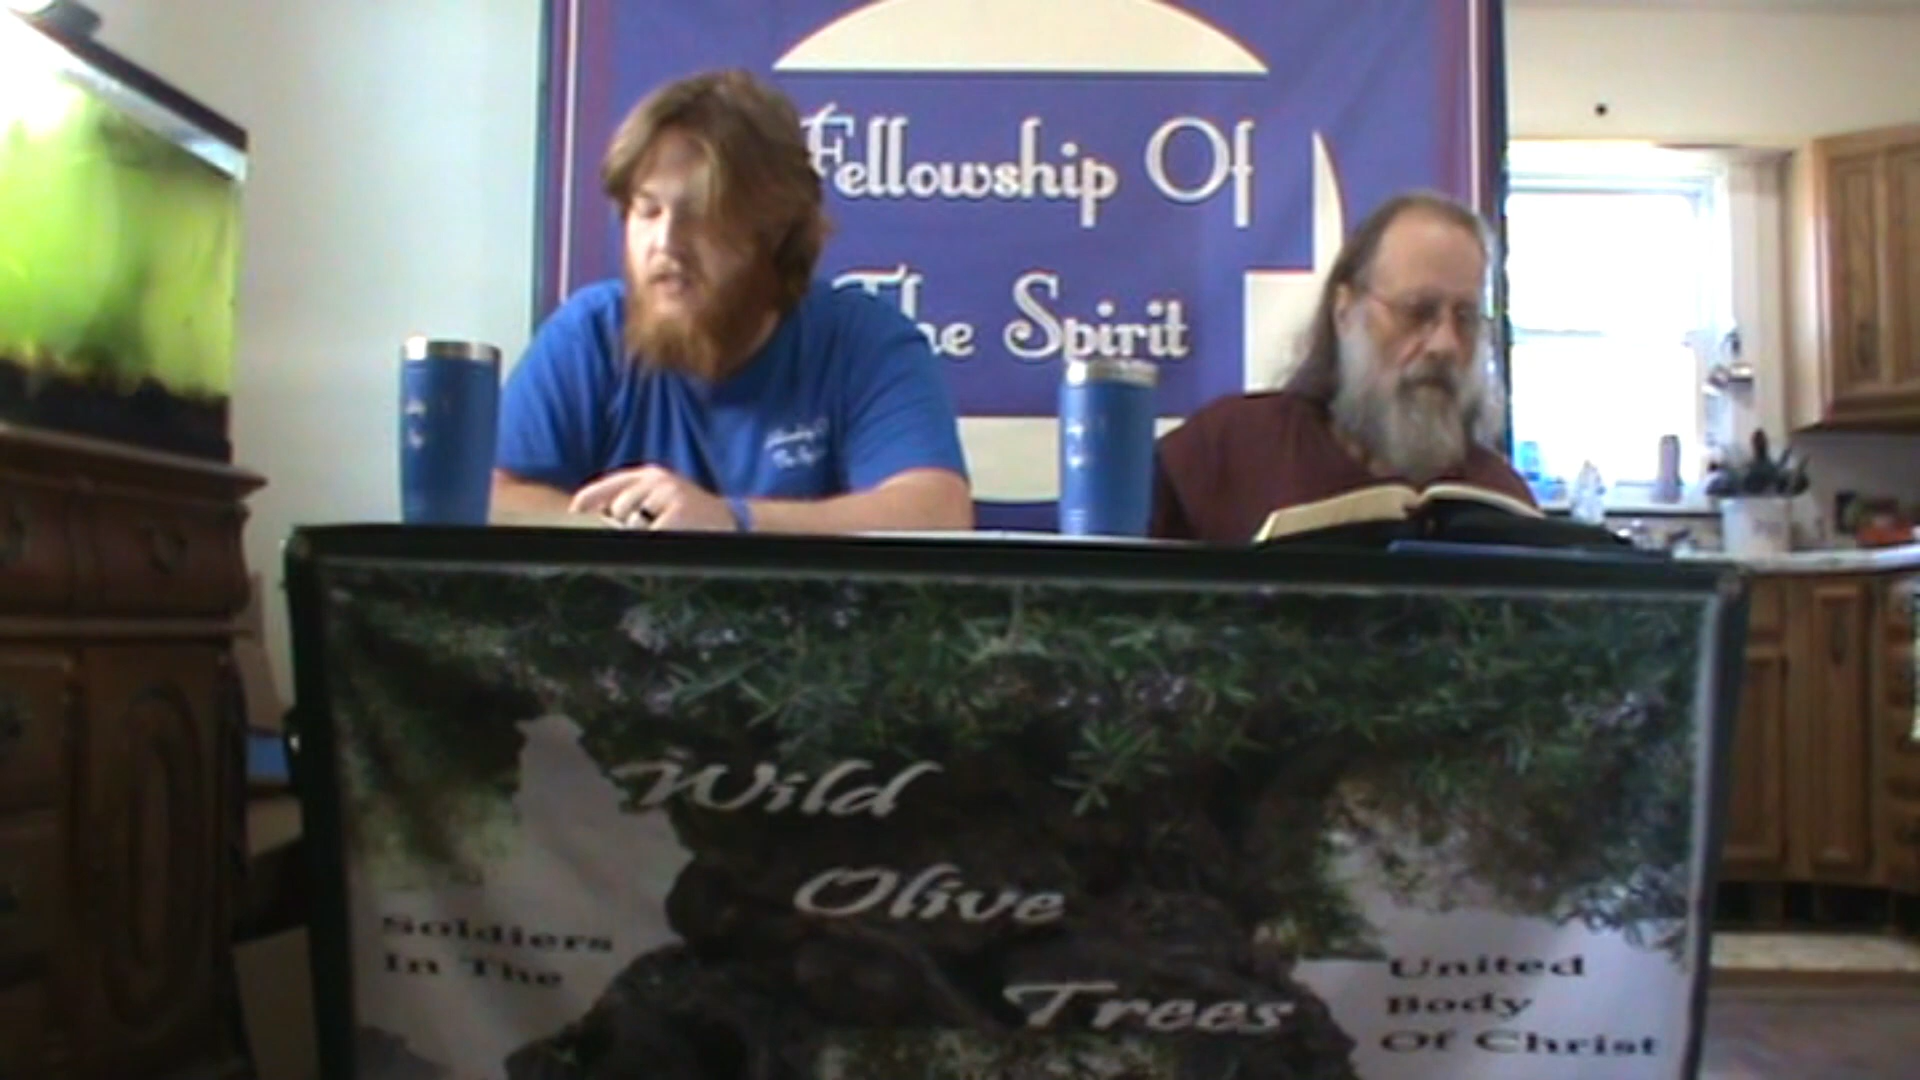 Fellowship Of
The Spirit
Wild
Olive
Trees
Soldiers
In The
United
Body
Of Christ